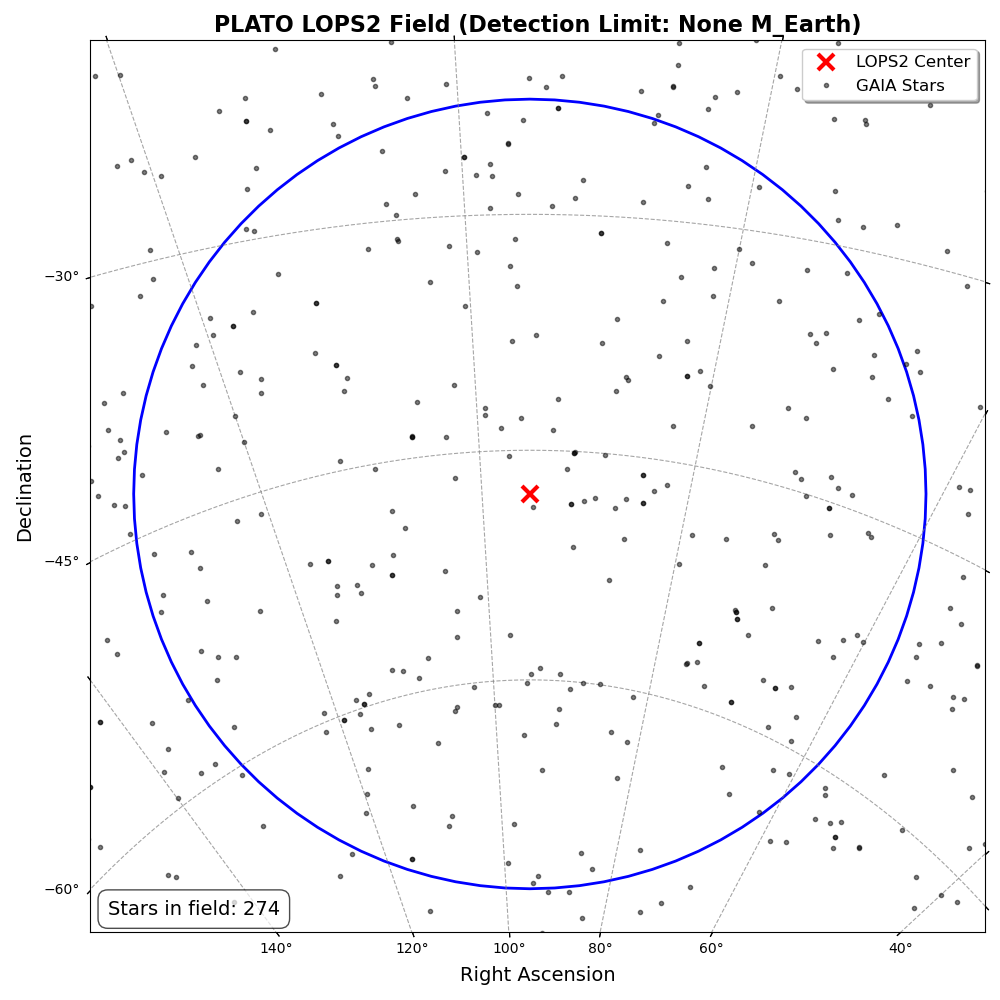 PLATO LOPS2 Field (Detection Limit: None M_Earth)
LOPS2 Center
GAIA Stars
−30°
−45°
−60°
Declination
Stars in field: 274
140°
120°
100°
80°
60°
40°
Right Ascension